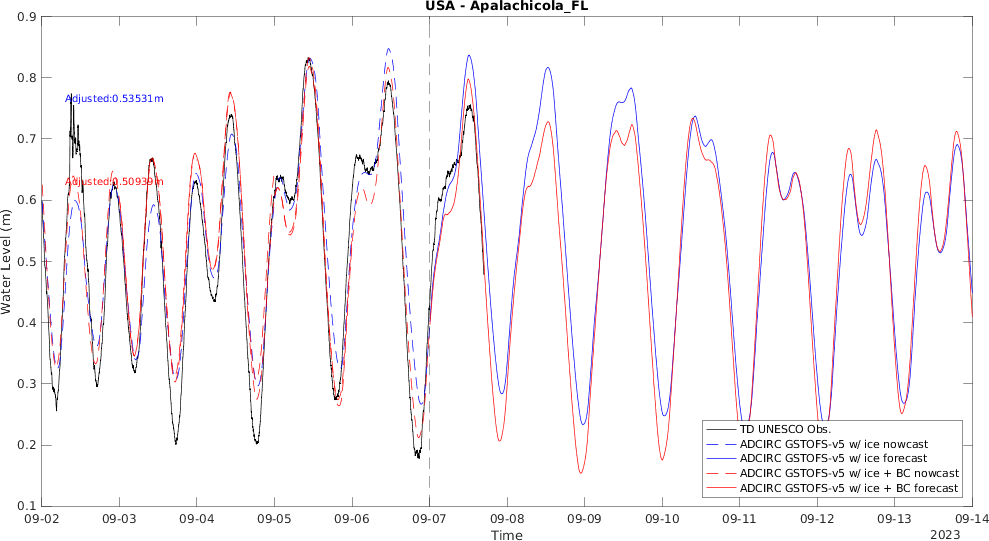 USA - Apalachicola_FL
0.9
0.8
0.7
0.6
0.5
0.4
0.3
0.2
0.1
Water Level (m)
Adjusted:0.53531m
Adjusted:0.50939m
TD UNESCO Obs.
ADCIRC GSTOFS-v5 w/ ice nowcast
ADCIRC GSTOFS-v5 w/ ice forecast
ADCIRC GSTOFS-v5 w/ ice + BC nowcast
ADCIRC GSTOFS-v5 w/ ice + BC forecast
09-02 09-03 09-04 09-05 09-06 09-07 09-08 09-09 09-10 09-11 09-12 09-13 09-14
Time
2023